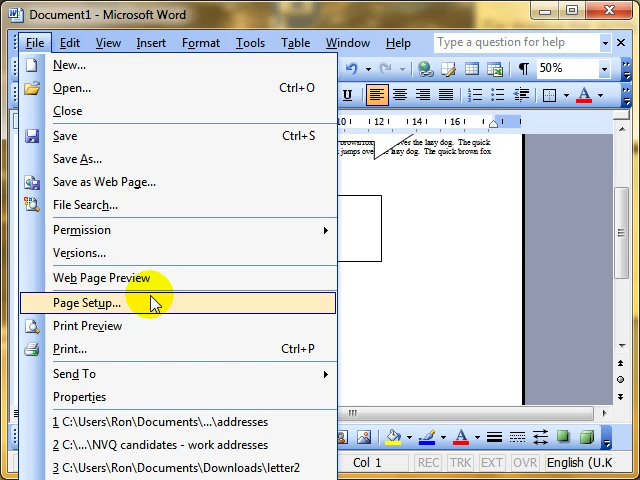 Document1 - Microsoft Word
File Edit View Insert Format Tools Table Window Help Type a question for help
New...
50%
Open... Ctrl+O
U
Close
10 12 14 16 18
Save Ctrl+S
over the lazy dog. The quick
Save As...
jumps over the lazy dog. The quick brown fox
Save as Web Page...
File Search...
Permission
Versions...
Web Page Preview
Page Setup...
Print Preview
Print... Ctrl+P
Send To
Properties
1 C:\Users\Ron\Documents\...\addresses
2 C:\...\NVQ candidates - work addresses
3 C:\Users\Ron\Documents\Downloads\letter2
Col 1 REC TRK EXT OVR English (U.K